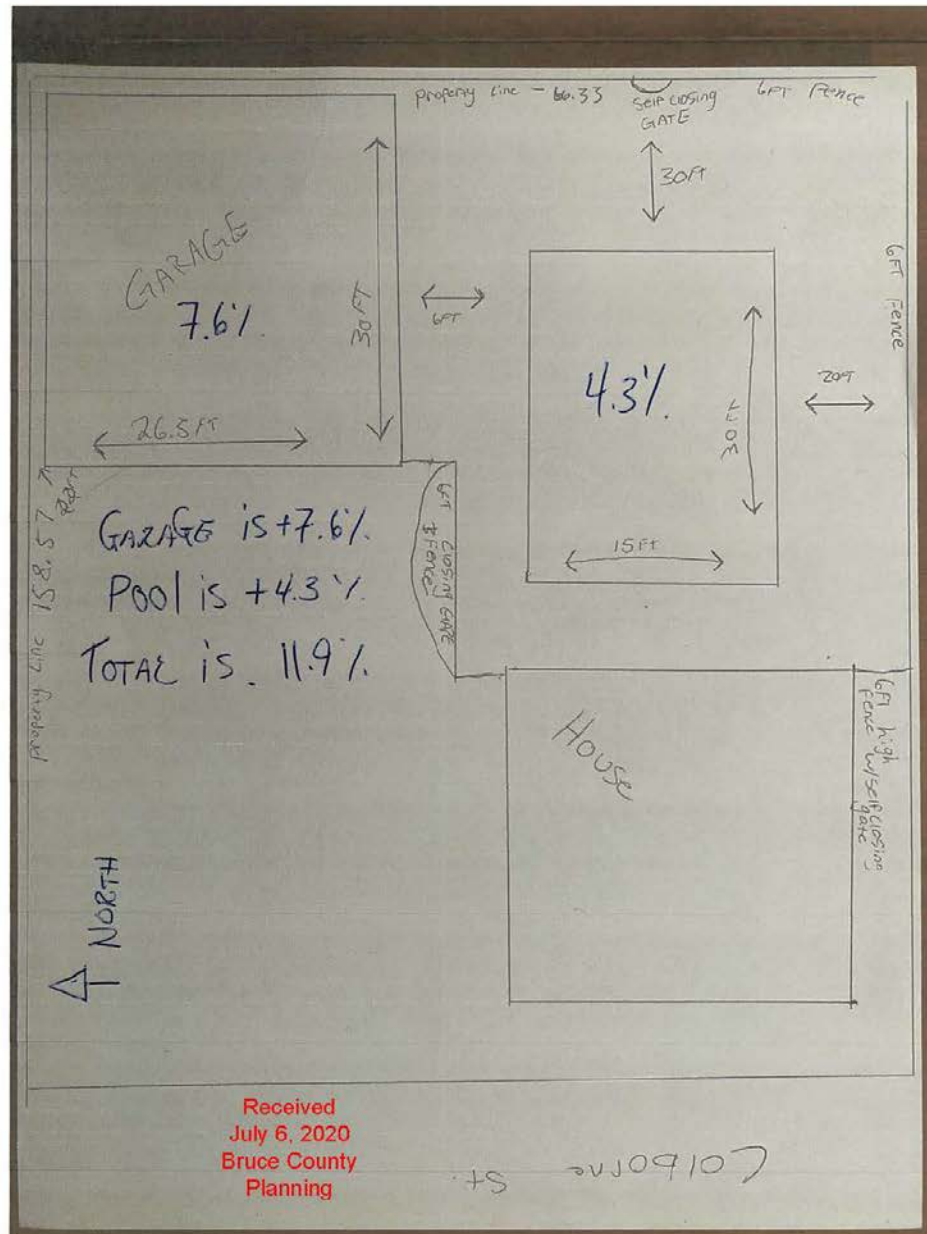 property Line - 66.33
Self closing
GATE
6FT Fence
30FT
GARAGE
7.6%
30FT
26.5FT
6FT
4.3%
30FT
15FT
20FT
6FT Fence
property Line 158.57
GARAGE is +7.6%
Pool is +4.3%
TOTAL is. 11.9%
6FT closing GATE
& Fence
House
6FT high
Fence w/self closing
gate
NORTH
Received
July 6, 2020
Bruce County
Planning
Colborne St.